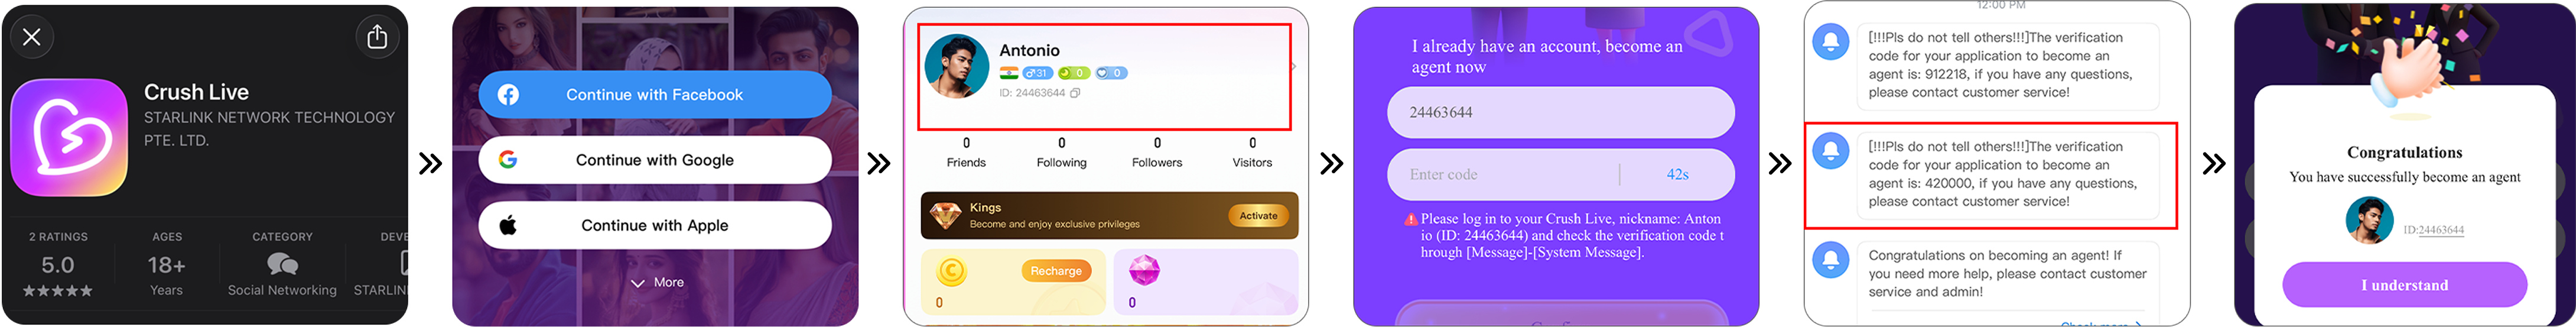 Crush Live
STARLINK NETWORK TECHNOLOGY
PTE. LTD.
2 RATINGS
5.0
★★★★★
AGES
18+
Years
CATEGORY
Social Networking
DEVE
STARLIN
Continue with Facebook
Continue with Google
Continue with Apple
More
Antonio
♂31 0 0
ID: 24463644
0 0 0 0
Friends Following Followers Visitors
Kings
Become and enjoy exclusive privileges
Activate
Recharge
0
0
I already have an account, become an
agent now
24463644
Enter code
42s
Please log in to your Crush Live, nickname: Anton
io (ID: 24463644) and check the verification code t
hrough [Message]-[System Message].
12:00 PM
[!!!Pls do not tell others!!!]The verification
code for your application to become an
agent is: 912218, if you have any questions,
please contact customer service!
[!!!Pls do not tell others!!!]The verification
code for your application to become an
agent is: 420000, if you have any questions,
please contact customer service!
Congratulations on becoming an agent! If
you need more help, please contact customer
service and admin!
Check more
Congratulations
You have successfully become an agent
ID:24463644
I understand